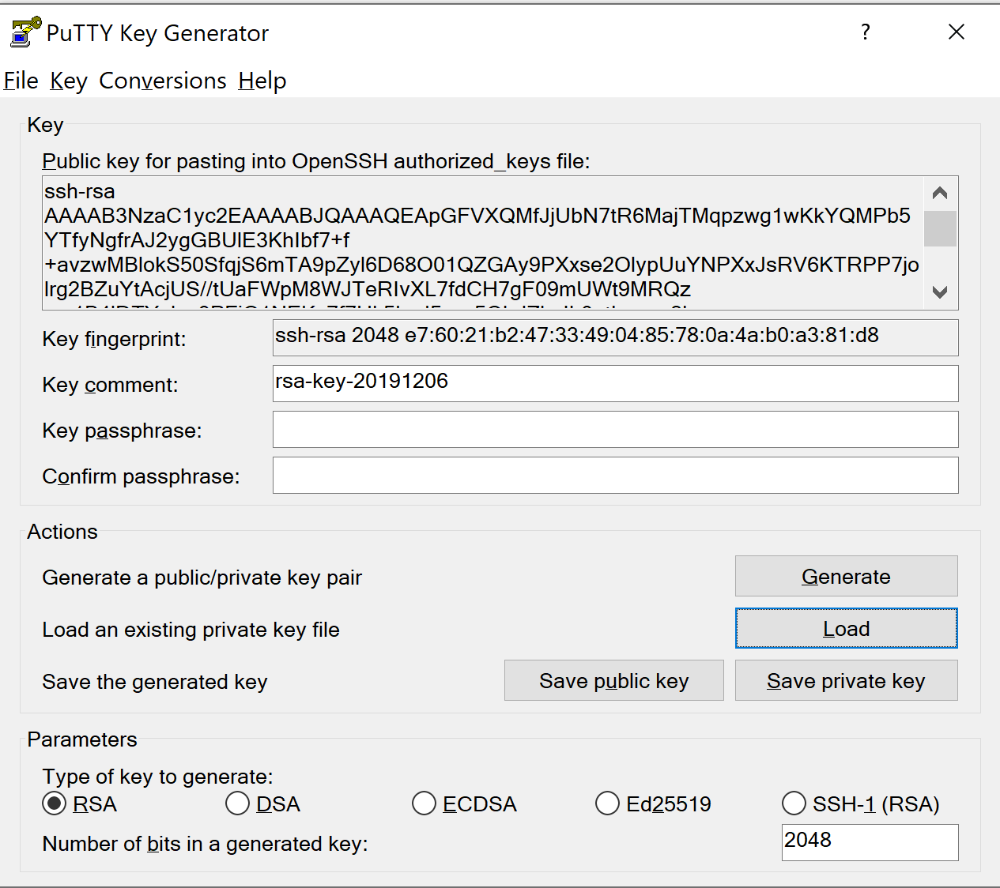 PuTTY Key Generator
?
File Key Conversions Help
Key
Public key for pasting into OpenSSH authorized_keys file:
ssh-rsa
AAAAB3NzaC1yc2EAAAABJQAAAQEApGFVXQMfJjUbN7tR6MajTMqpzwg1wKkYQMPb5
YTfyNgfrAJ2ygGBUlE3KhIbf7+f
+avzwMBlokS50SfqjS6mTA9pZyl6D68O01QZGAy9PXxse2OlypUuYNPXxJsRV6KTRPP7jo
lrg2BZuYtAcjUS//tUaFWpM8WJTeRIvXL7fdCH7gF09mUWt9MRQz
Key fingerprint: ssh-rsa 2048 e7:60:21:b2:47:33:49:04:85:78:0a:4a:b0:a3:81:d8
Key comment: rsa-key-20191206
Key passphrase:
Confirm passphrase:
Actions
Generate a public/private key pair Generate
Load an existing private key file Load
Save the generated key Save public key Save private key
Parameters
Type of key to generate:
RSA DSA ECDSA Ed25519 SSH-1 (RSA)
Number of bits in a generated key: 2048